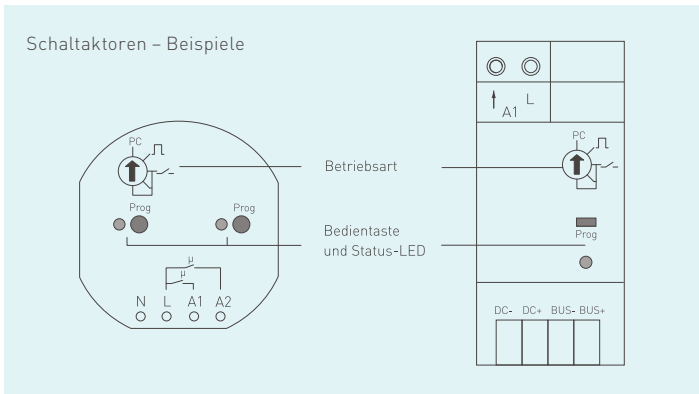 Schaltaktoren – Beispiele
PC
Prog Prog
µ
µ
N L A1 A2
Betriebsart
Bedientaste
und Status-LED
A1 L
PC
Prog
DC- DC+ BUS- BUS+